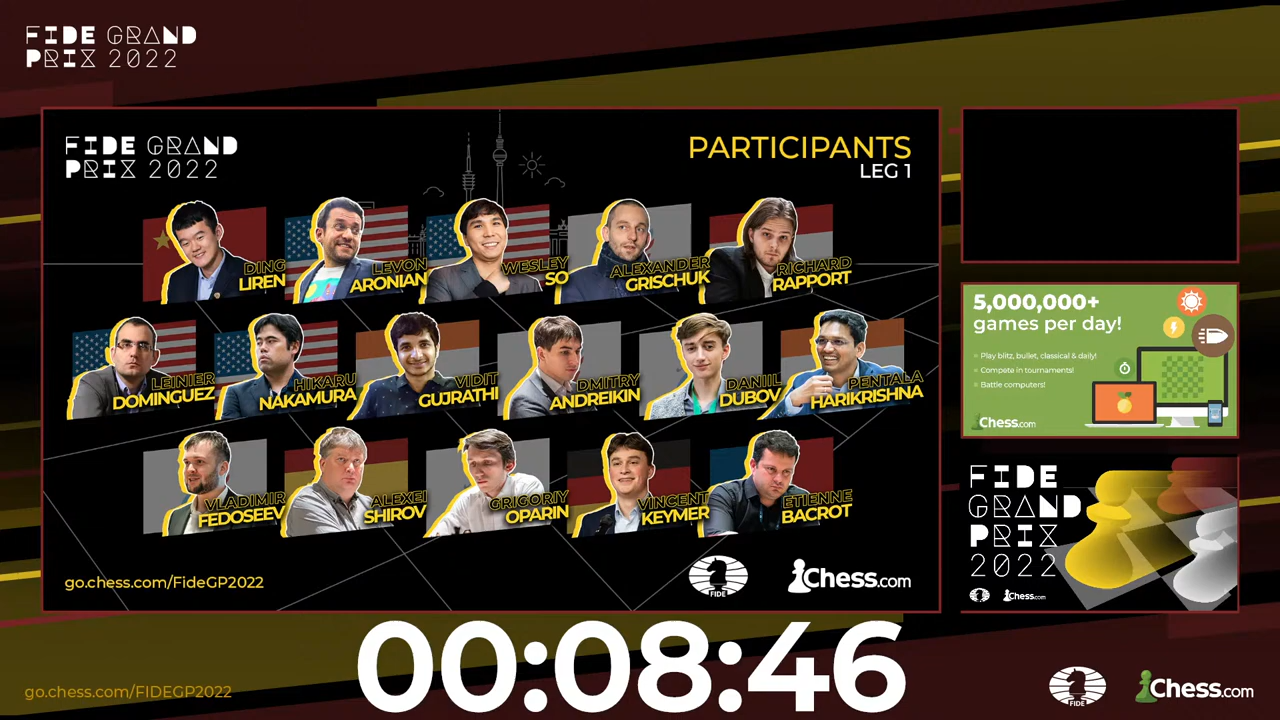 FIDE GRAND
PRIX 2022
FIDE GRAND
PRIX 2022
PARTICIPANTS
LEG 1
DING
LIREN
LEVON
ARONIAN
WESLEY
SO
ALEXANDER
GRISCHUK
RICHARD
RAPPORT
LEINIER
DOMINGUEZ
HIKARU
NAKAMURA
VIDIT
GUJRATHI
DMITRY
ANDREIKIN
DANIIL
DUBOV
PENTALA
HARIKRISHNA
VLADIMIR
FEDOSEEV
ALEXEI
SHIROV
GRIGORIY
OPARIN
VINCENT
KEYMER
ETIENNE
BACROT
go.chess.com/FideGP2022
FIDE
Chess.com
5,000,000+
games per day!
Play blitz, bullet, classical & daily!
Compete in tournaments!
Battle computers!
Chess.com
FIDE
GRAND
PRIX
2022
FIDE
Chess.com
00:08:46
go.chess.com/FIDEGP2022
FIDE
Chess.com